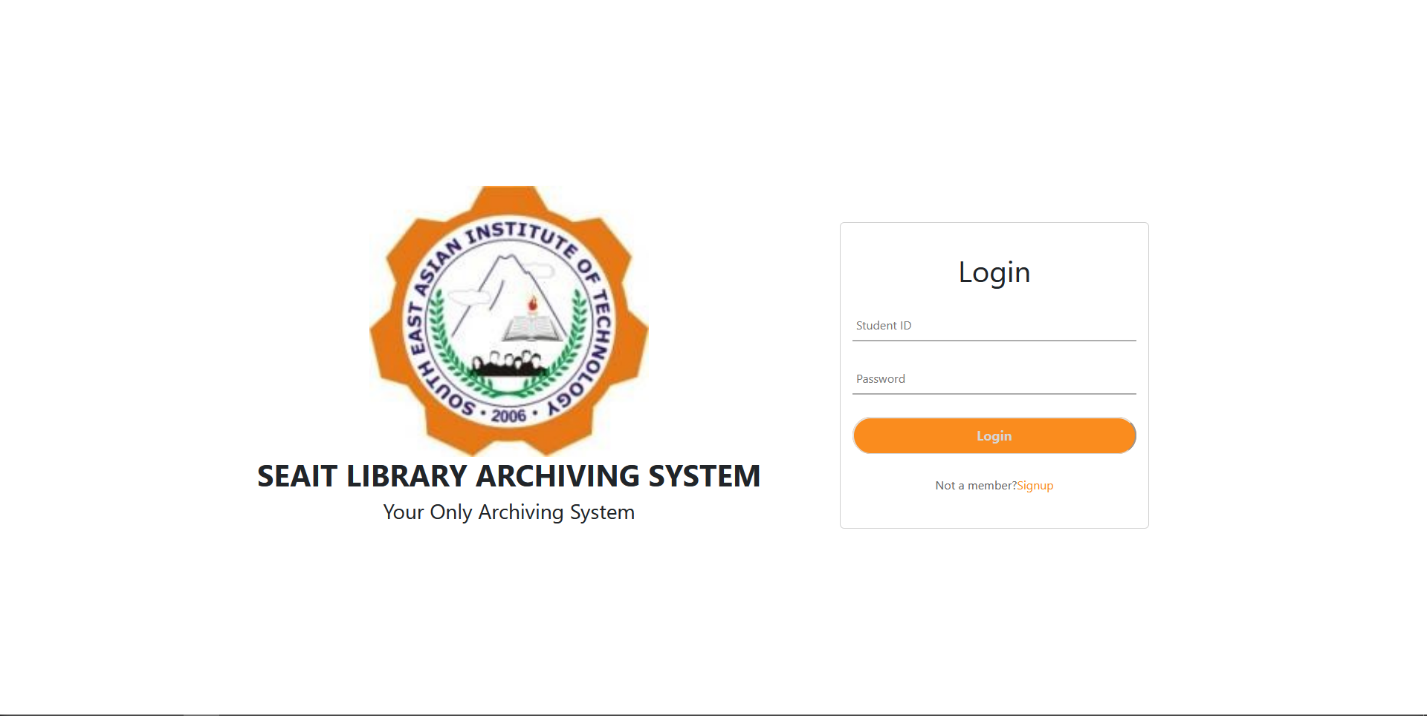 SOUTH EAST ASIAN INSTITUTE OF TECHNOLOGY
• 2006 •
SEAIT LIBRARY ARCHIVING SYSTEM
Your Only Archiving System
Login
Student ID
Password
Login
Not a member?Signup